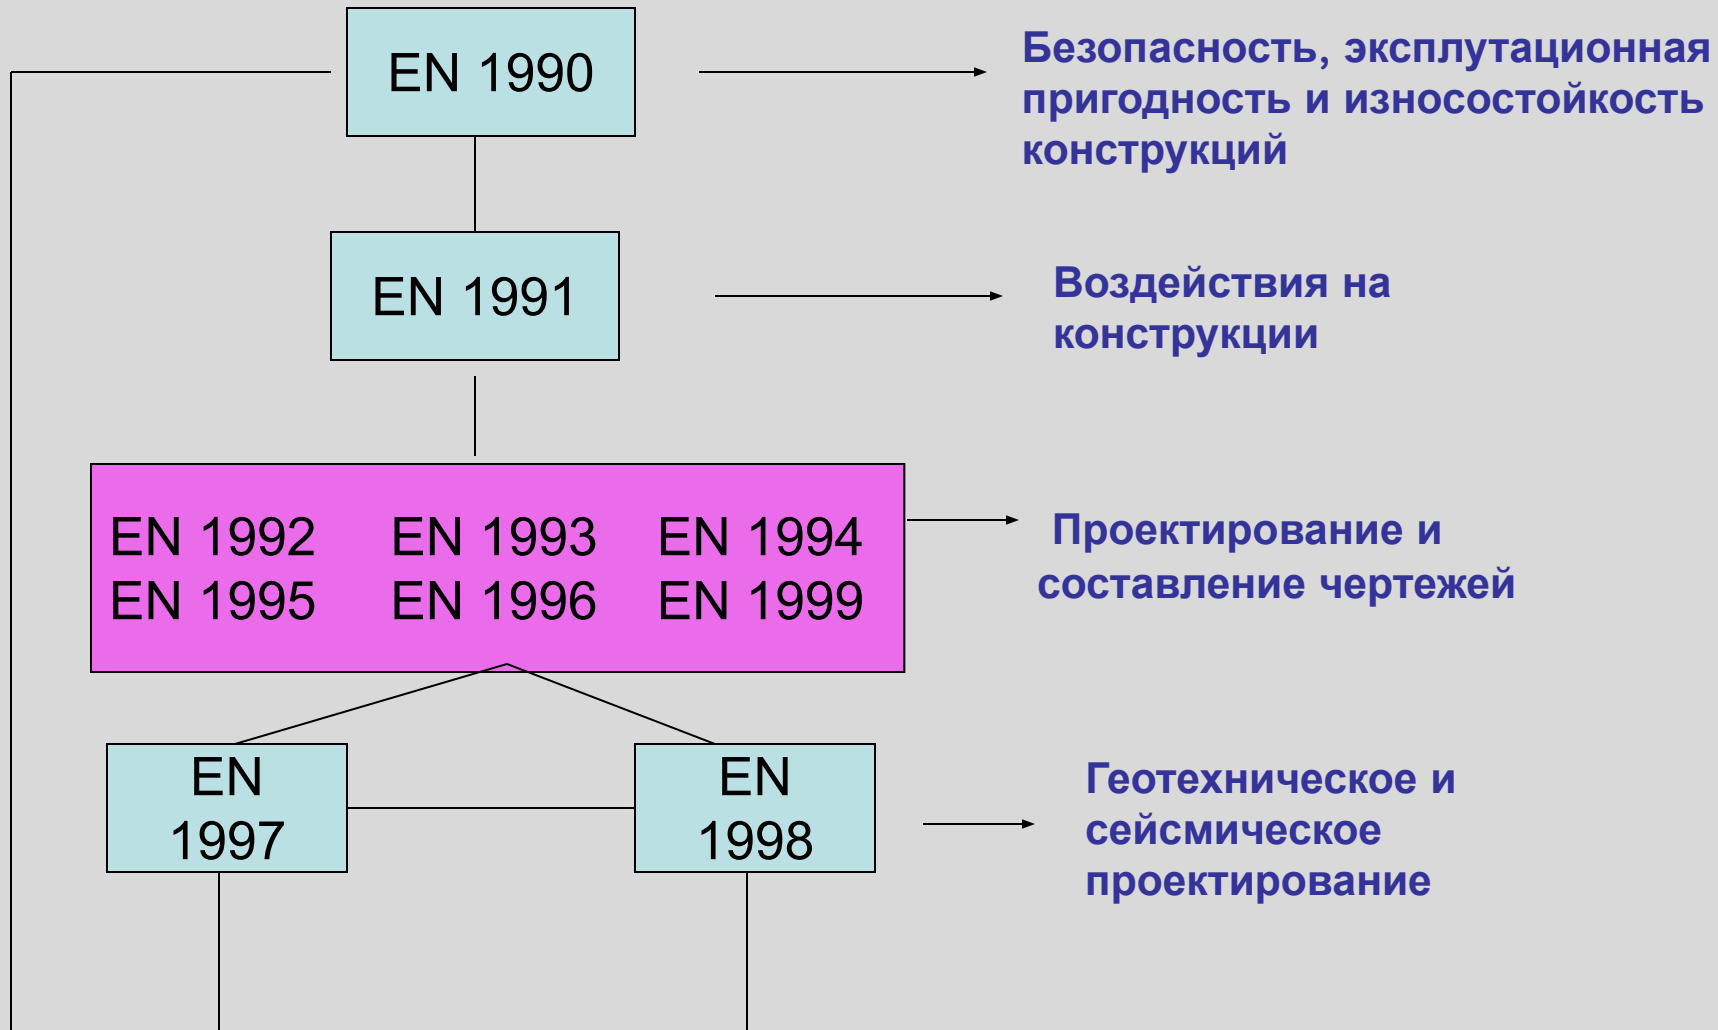 EN 1990
Безопасность, эксплутационная
пригодность и износостойкость
конструкций
EN 1991
Воздействия на
конструкции
EN 1992 EN 1993 EN 1994
EN 1995 EN 1996 EN 1999
Проектирование и
составление чертежей
EN
1997
EN
1998
Геотехническое и
сейсмическое
проектирование